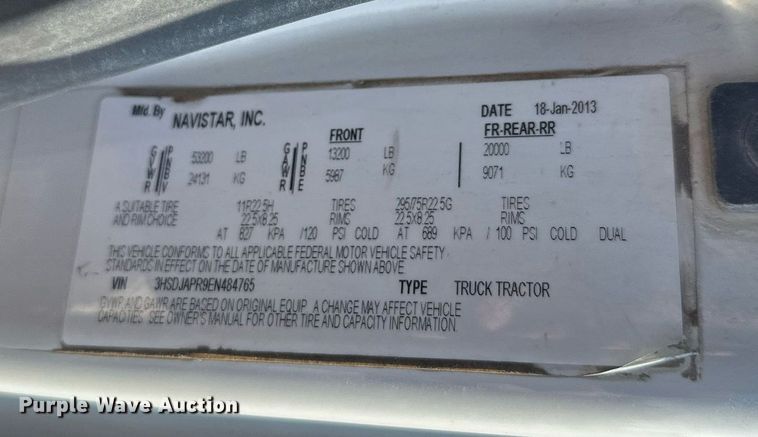 Mfd. By NAVISTAR, INC. DATE 18-Jan-2013
FRONT FR-REAR-RR
GVWR PNBV 53200 LB GAWR PNBE 13200 LB 20000 LB
24131 KG 5987 KG 9071 KG
A SUITABLE TIRE 11R22.5H TIRES 295/75R22.5G TIRES
AND RIM CHOICE 22.5X8.25 RIMS 22.5X8.25 RIMS
AT 827 KPA /120 PSI COLD AT 689 KPA / 100 PSI COLD DUAL
THIS VEHICLE CONFORMS TO ALL APPLICABLE FEDERAL MOTOR VEHICLE SAFETY
STANDARDS IN EFFECT ON THE DATE OF MANUFACTURE SHOWN ABOVE.
VIN 3HSDJAPR9EN484765 TYPE TRUCK TRACTOR
GVWR AND GAWR ARE BASED ON ORIGINAL EQUIP. A CHANGE MAY AFFECT VEHICLE
CAPACITIES. SEE OWNER'S MANUAL FOR OTHER TIRE AND CAPACITY INFORMATION.
Purple Wave Auction